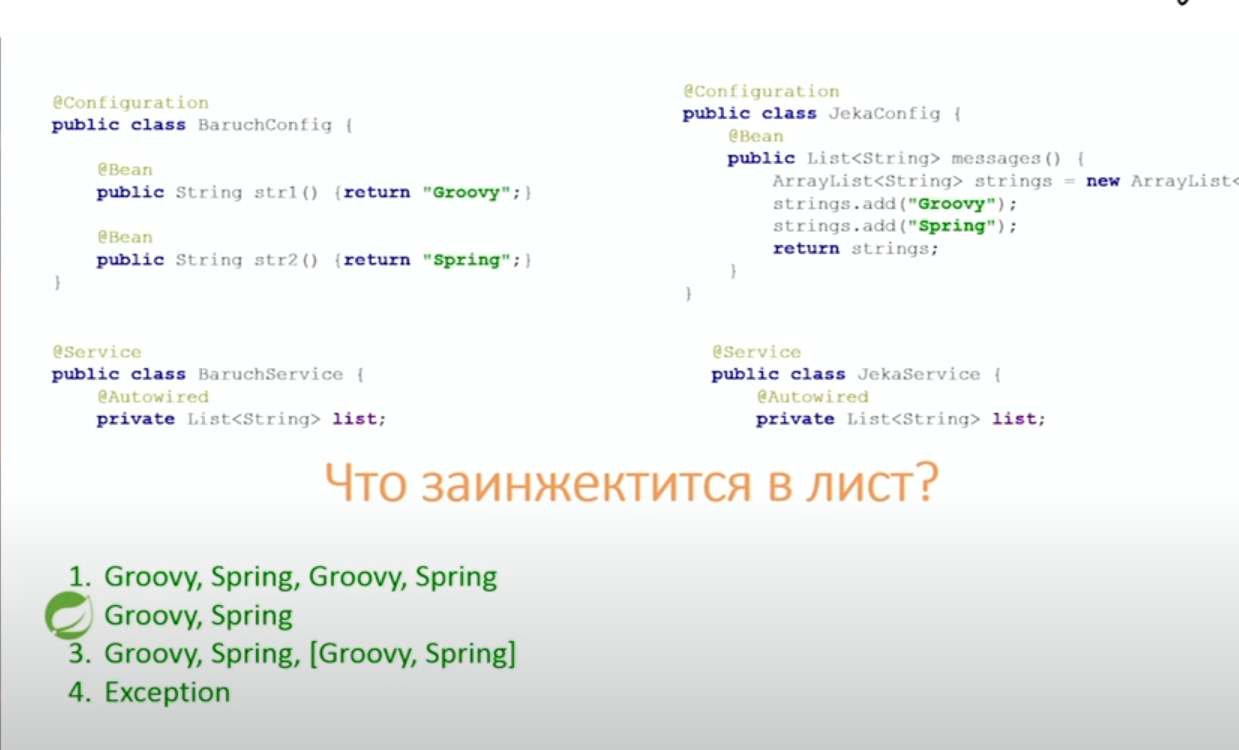 @Configuration
public class BaruchConfig {
@Bean
public String str1() {return "Groovy";}
@Bean
public String str2() {return "Spring";}
}
@Service
public class BaruchService {
@Autowired
private List<String> list;
@Configuration
public class JekaConfig {
@Bean
public List<String> messages() {
ArrayList<String> strings = new ArrayList<
strings.add("Groovy");
strings.add("Spring");
return strings;
}
}
@Service
public class JekaService {
@Autowired
private List<String> list;
Что заинжектится в лист?
1. Groovy, Spring, Groovy, Spring
Groovy, Spring
3. Groovy, Spring, [Groovy, Spring]
4. Exception